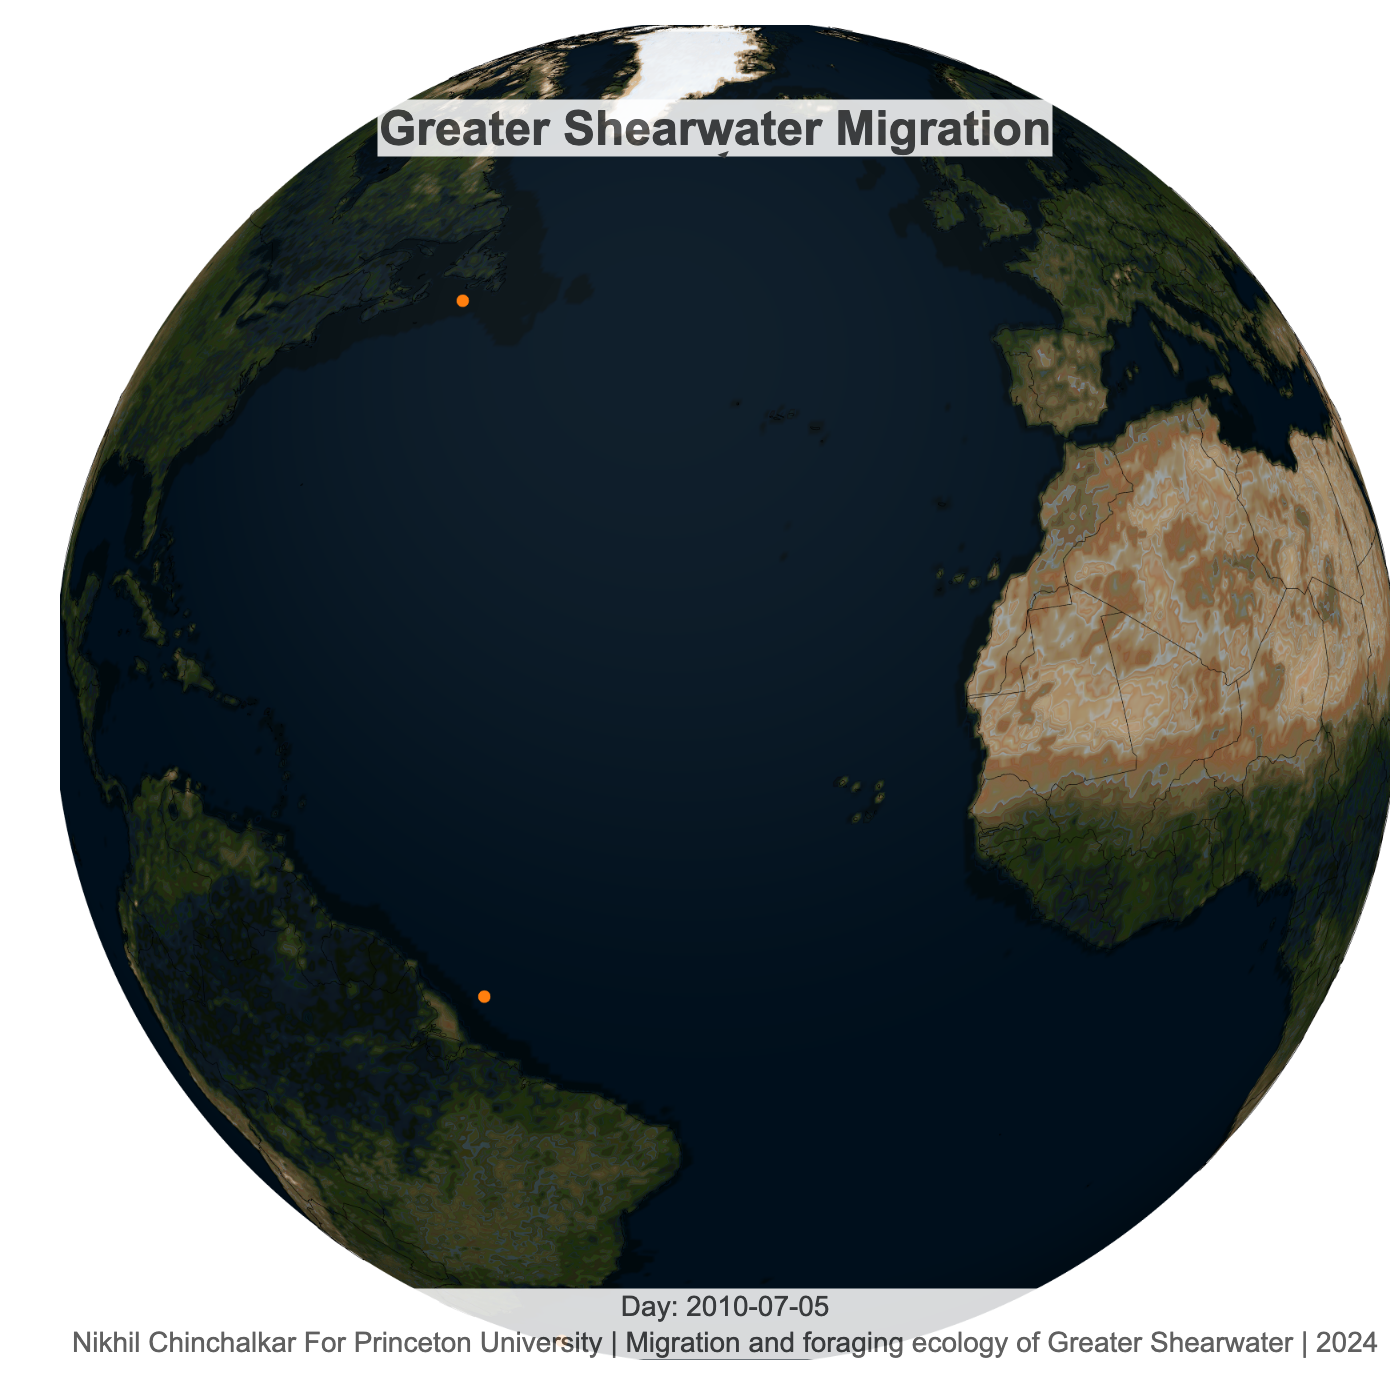 Greater Shearwater Migration
Day: 2010-07-05
Nikhil Chinchalkar For Princeton University | Migration and foraging ecology of Greater Shearwater | 2024